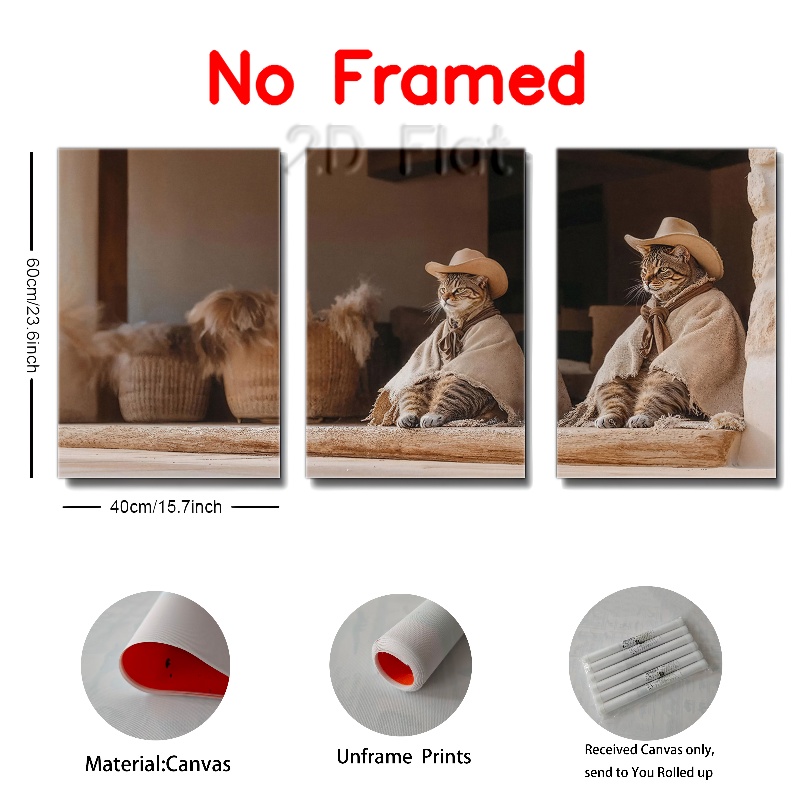 No Framed
2D Flat
60cm/23.6inch
40cm/15.7inch
Material:Canvas
Unframe Prints
Received Canvas only,
send to You Rolled up